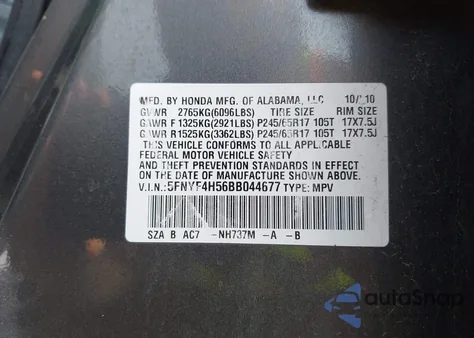 MFD. BY HONDA MFG. OF ALABAMA, LLC 10/10
GVWR 2765KG(6096LBS) TIRE SIZE RIM SIZE
GAWR F 1325KG(2921LBS) P245/65R17 105T 17X7.5J
GAWR R1525KG(3362LBS) P245/65R17 105T 17X7.5J
THIS VEHICLE CONFORMS TO ALL APPLICABLE
FEDERAL MOTOR VEHICLE SAFETY, BUMPER,
AND THEFT PREVENTION STANDARDS IN EFFECT
ON THE DATE OF MANUFACTURE SHOWN ABOVE.
V.I.N.: 5FNYF4H56BB044677 TYPE: MPV
SZA B AC7 -NH737M -A -B
autoSnap